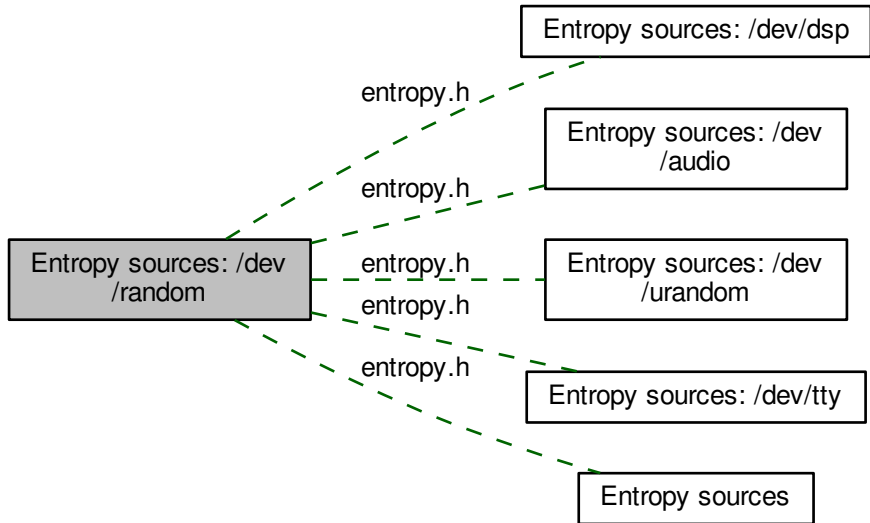 Entropy sources: /dev/dsp
entropy.h
Entropy sources: /dev
/audio
entropy.h
Entropy sources: /dev
/random
entropy.h
Entropy sources: /dev
/urandom
entropy.h
entropy.h
Entropy sources: /dev/tty
Entropy sources